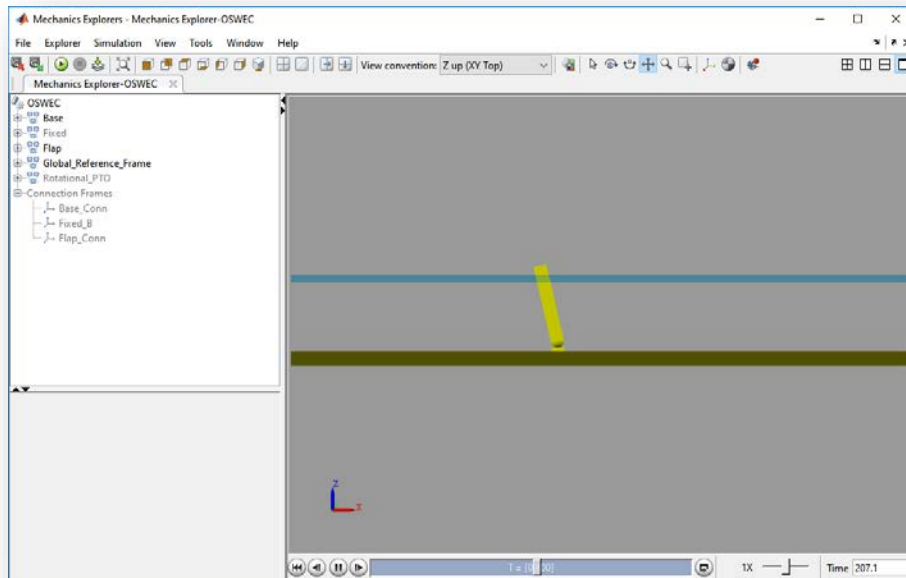 Mechanics Explorers - Mechanics Explorer-OSWEC
File Explorer Simulation View Tools Window Help
View convention: Z up (XY Top)
Mechanics Explorer-OSWEC
OSWEC
Base
Fixed
Flap
Global_Reference_Frame
Rotational_PTO
Connection Frames
Base_Conn
Fixed_B
Flap_Conn
Z
X
1X Time 207.1